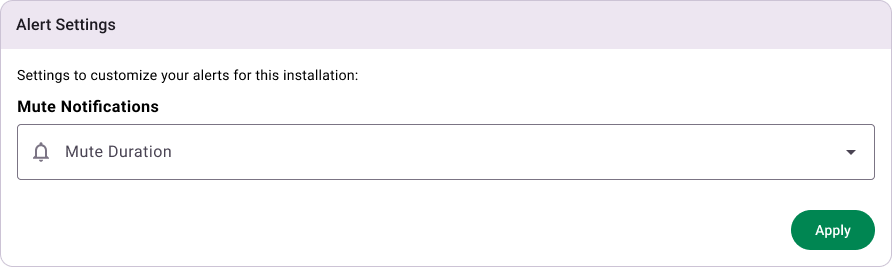 Alert Settings
Settings to customize your alerts for this installation:
Mute Notifications
Mute Duration
Apply